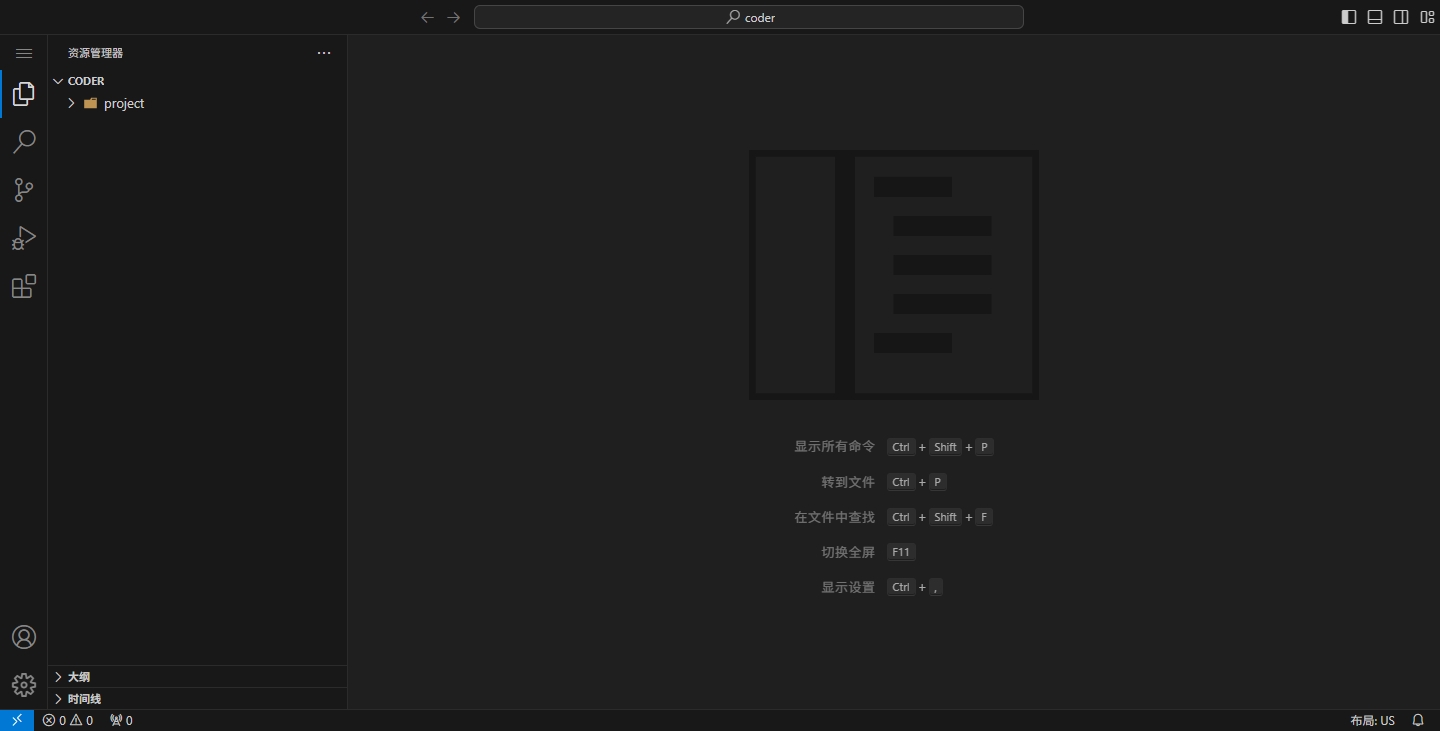 coder
资源管理器
CODER
project
显示所有命令 Ctrl + Shift + P
转到文件 Ctrl + P
在文件中查找 Ctrl + Shift + F
切换全屏 F11
显示设置 Ctrl + ,
大纲
时间线
0 0 0 布局: US